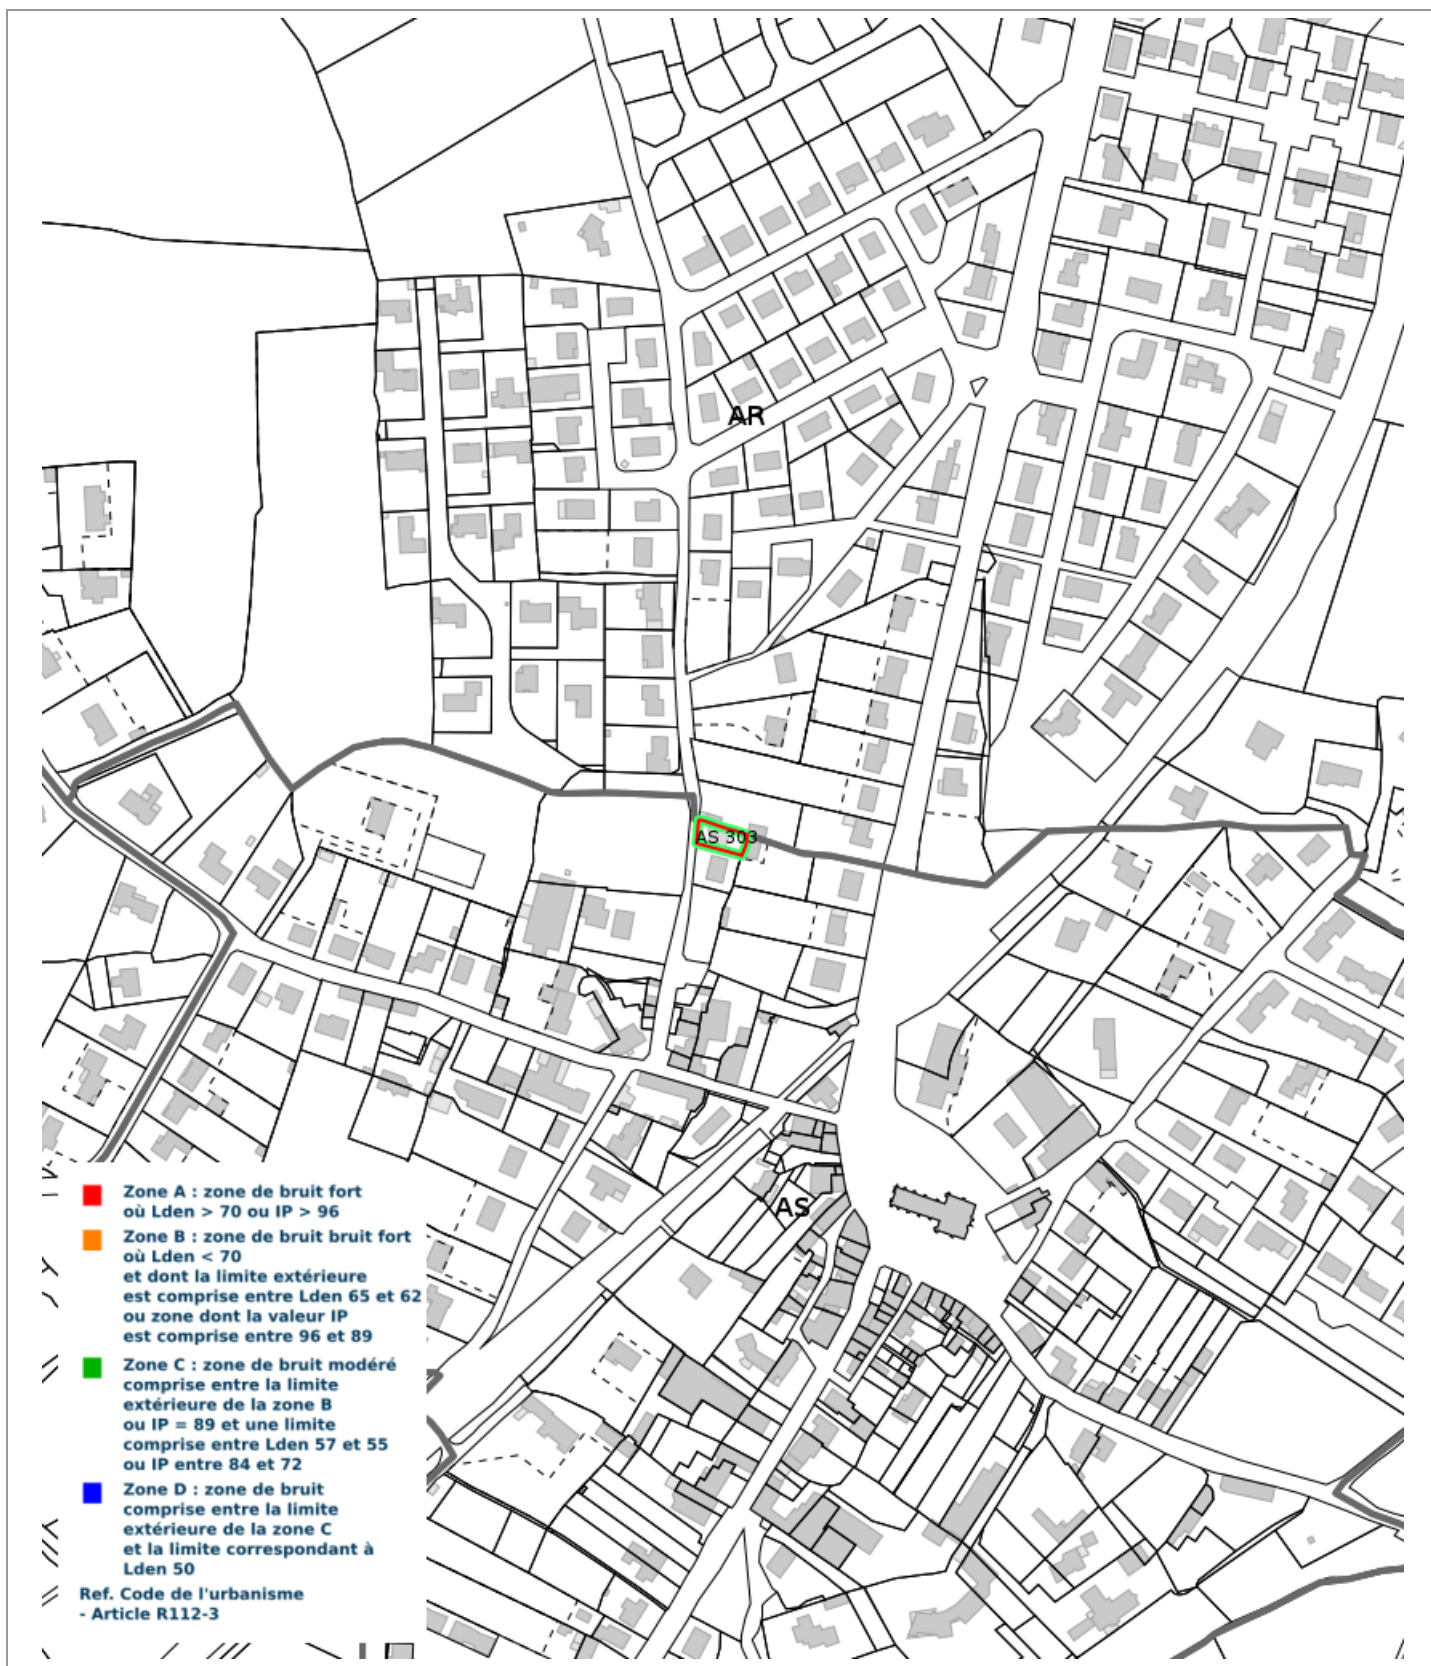 AR
AS 303
AS
Zone A : zone de bruit fort
où Lden > 70 ou IP > 96
Zone B : zone de bruit bruit fort
où Lden < 70
et dont la limite extérieure
est comprise entre Lden 65 et 62
ou zone dont la valeur IP
est comprise entre 96 et 89
Zone C : zone de bruit modéré
comprise entre la limite
extérieure de la zone B
ou IP = 89 et une limite
comprise entre Lden 57 et 55
ou IP entre 84 et 72
Zone D : zone de bruit
comprise entre la limite
extérieure de la zone C
et la limite correspondant à
Lden 50
Ref. Code de l'urbanisme
- Article R112-3